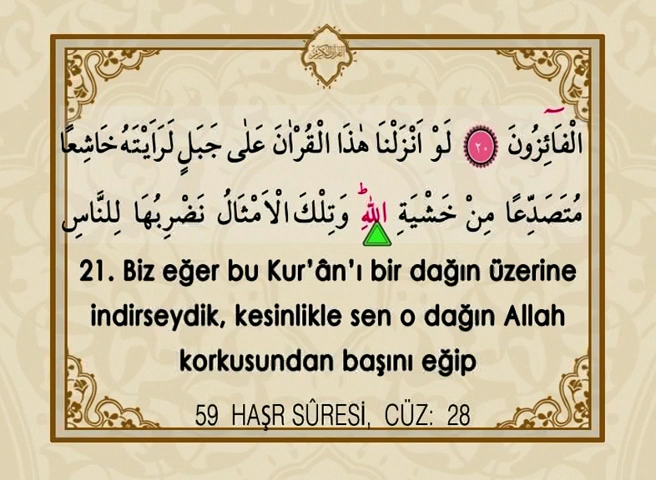 الْفَٓائِزُونَ ﴿٢٠﴾ لَوْ اَنْزَلْنَا هٰذَا الْقُرْاٰنَ عَلٰى جَبَلٍ لَرَاَيْتَهُ خَاشِعًا
مُتَصَدِّعًا مِنْ خَشْيَةِ اللّٰهِۜ وَتِلْكَ الْاَمْثَالُ نَضْرِبُهَا لِلنَّاسِ
21. Biz eğer bu Kur’ân’ı bir dağın üzerine
indirseydik, kesinlikle sen o dağın Allah
korkusundan başını eğip
59 HAŞR SÛRESİ, CÜZ: 28